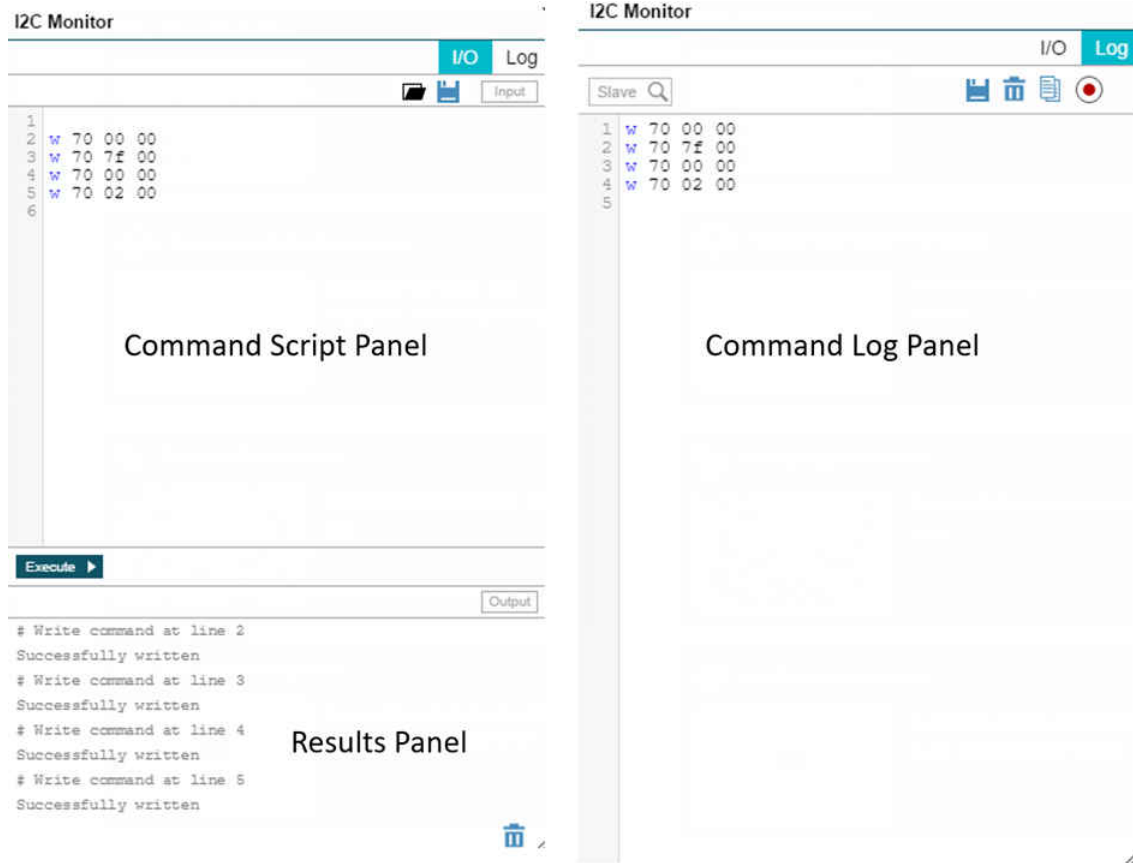 I2C Monitor
I/O Log
Input
1
2 w 70 00 00
3 w 70 7f 00
4 w 70 00 00
5 w 70 02 00
6
Command Script Panel
Execute
Output
# Write command at line 2
Successfully written
# Write command at line 3
Successfully written
# Write command at line 4
Successfully written
# Write command at line 5
Successfully written
Results Panel
I2C Monitor
I/O Log
Slave
1 w 70 00 00
2 w 70 7f 00
3 w 70 00 00
4 w 70 02 00
5
Command Log Panel